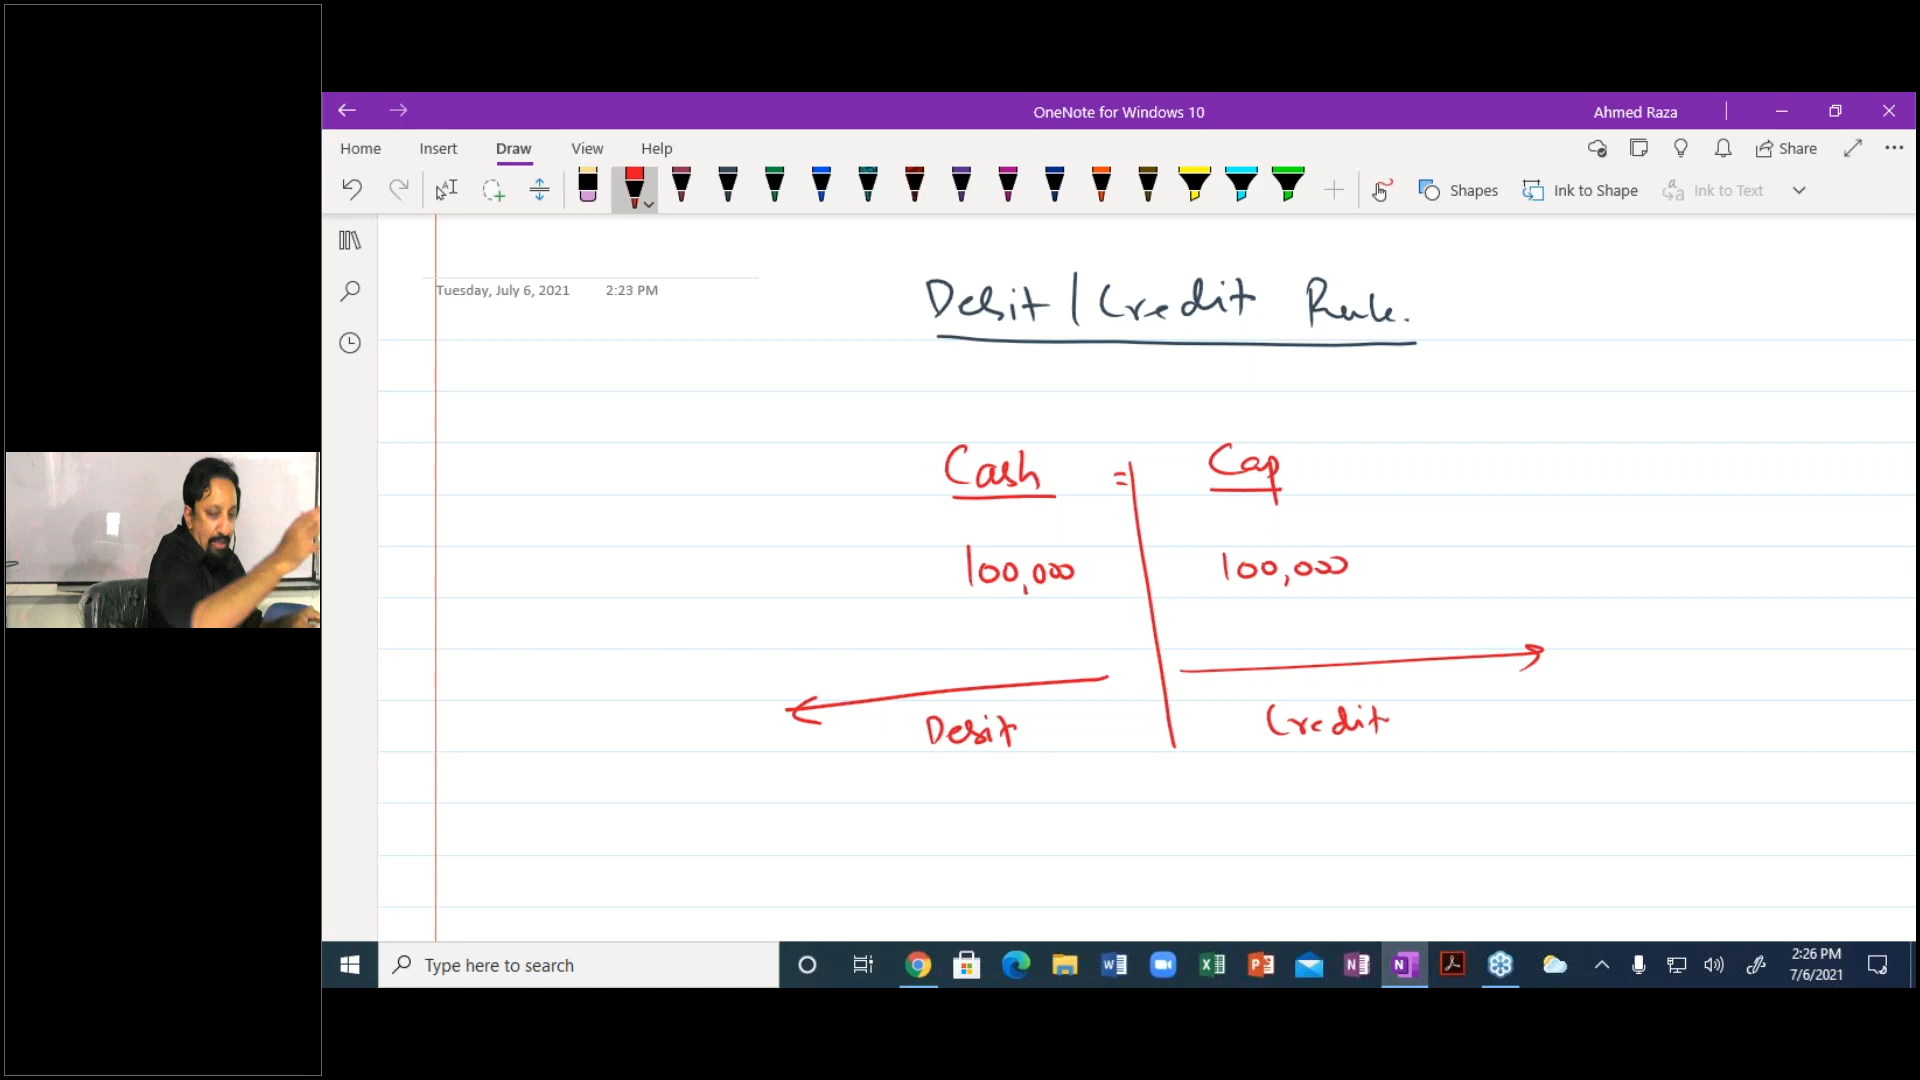 OneNote for Windows 10
Ahmed Raza
Home Insert Draw View Help
Share
Shapes Ink to Shape Ink to Text
Tuesday, July 6, 2021 2:23 PM
Debit / Credit Rule.
Cash = Cap
100,000 100,000
Debit Credit
Type here to search
2:26 PM
7/6/2021